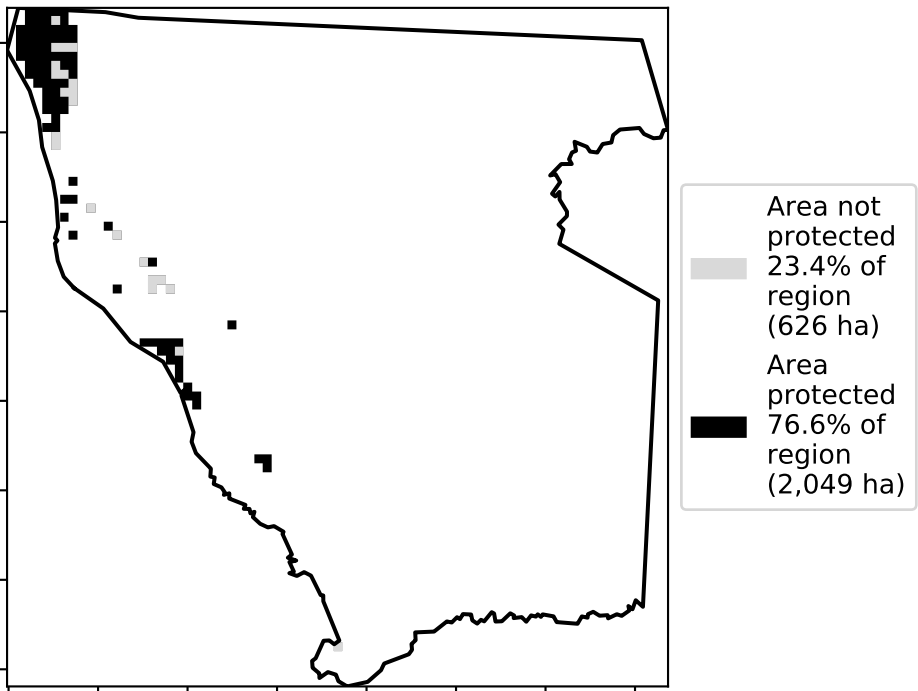 Area not
protected
23.4% of
region
(626 ha)
Area
protected
76.6% of
region
(2,049 ha)